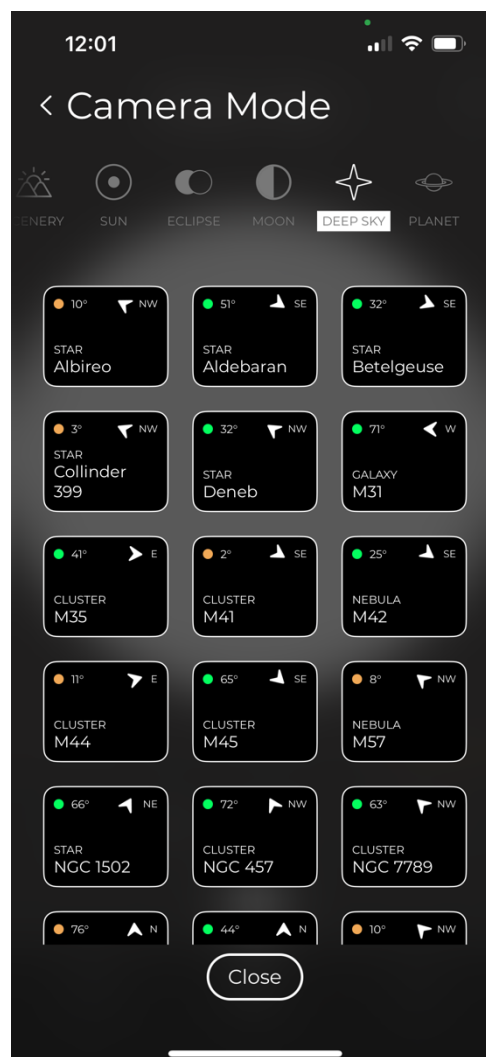 12:01
< Camera Mode
ENERY SUN ECLIPSE MOON DEEP SKY PLANET
10° NW 51° SE 32° SE
STAR STAR STAR
Albireo Aldebaran Betelgeuse
3° NW 32° NW 71° W
STAR
Collinder STAR GALAXY
399 Deneb M31
41° E 2° SE 25° SE
CLUSTER CLUSTER NEBULA
M35 M41 M42
11° E 65° SE 8° NW
CLUSTER CLUSTER NEBULA
M44 M45 M57
66° NE 72° NW 63° NW
STAR CLUSTER CLUSTER
NGC 1502 NGC 457 NGC 7789
76° N 44° N 10° NW
Close